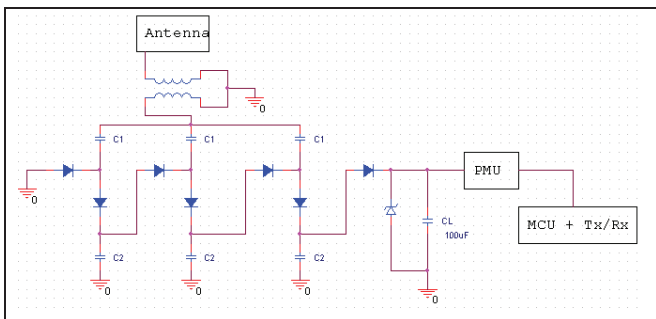 Antenna
0
C1 C1 C1
0
PMU
CL
100uF
MCU + Tx/Rx
C2 C2 C2
0 0 0
0